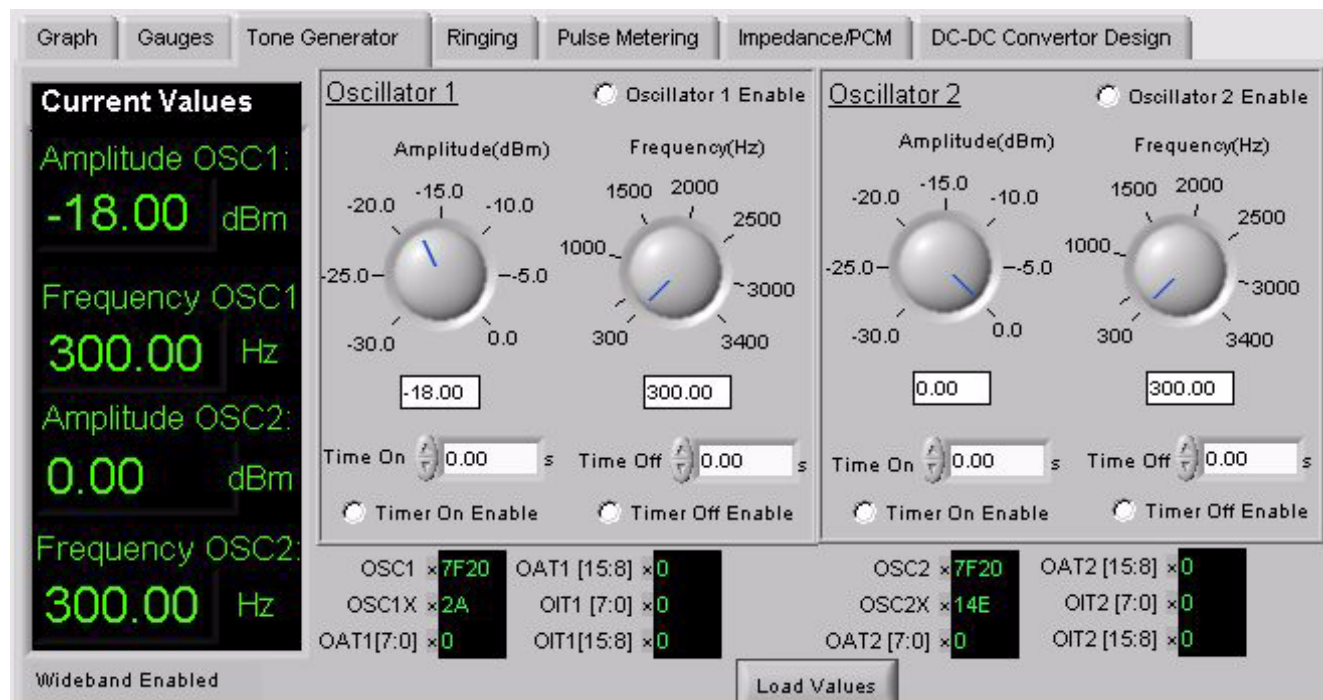 Graph Gauges Tone Generator Ringing Pulse Metering Impedance/PCM DC-DC Convertor Design
Current Values
Amplitude OSC1:
-18.00 dBm
Frequency OSC1
300.00 Hz
Amplitude OSC2:
0.00 dBm
Frequency OSC2:
300.00 Hz
Wideband Enabled
Oscillator 1
Oscillator 1 Enable
Amplitude(dBm)
-30.0 -25.0 -20.0 -15.0 -10.0 -5.0 0.0
-18.00
Frequency(Hz)
300 1000 1500 2000 2500 3000 3400
300.00
Time On 0.00 s
Time Off 0.00 s
Timer On Enable
Timer Off Enable
Oscillator 2
Oscillator 2 Enable
Amplitude(dBm)
-30.0 -25.0 -20.0 -15.0 -10.0 -5.0 0.0
0.00
Frequency(Hz)
300 1000 1500 2000 2500 3000 3400
300.00
Time On 0.00 s
Time Off 0.00 s
Timer On Enable
Timer Off Enable
OSC1 ×7F20
OSC1X ×2A
OAT1[7:0] ×0
OAT1 [15:8] ×0
OIT1 [7:0] ×0
OIT1[15:8] ×0
OSC2 ×7F20
OSC2X ×14E
OAT2 [7:0] ×0
OAT2 [15:8] ×0
OIT2 [7:0] ×0
OIT2 [15:8] ×0
Load Values